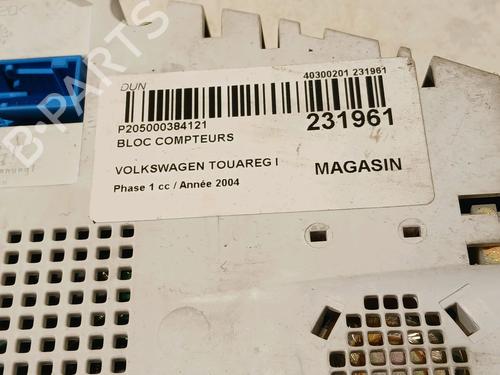 DUN
40300201 231961
P205000384121
231961
BLOC COMPTEURS
VOLKSWAGEN TOUAREG I
MAGASIN
Phase 1 cc / Année 2004
B-PARTS